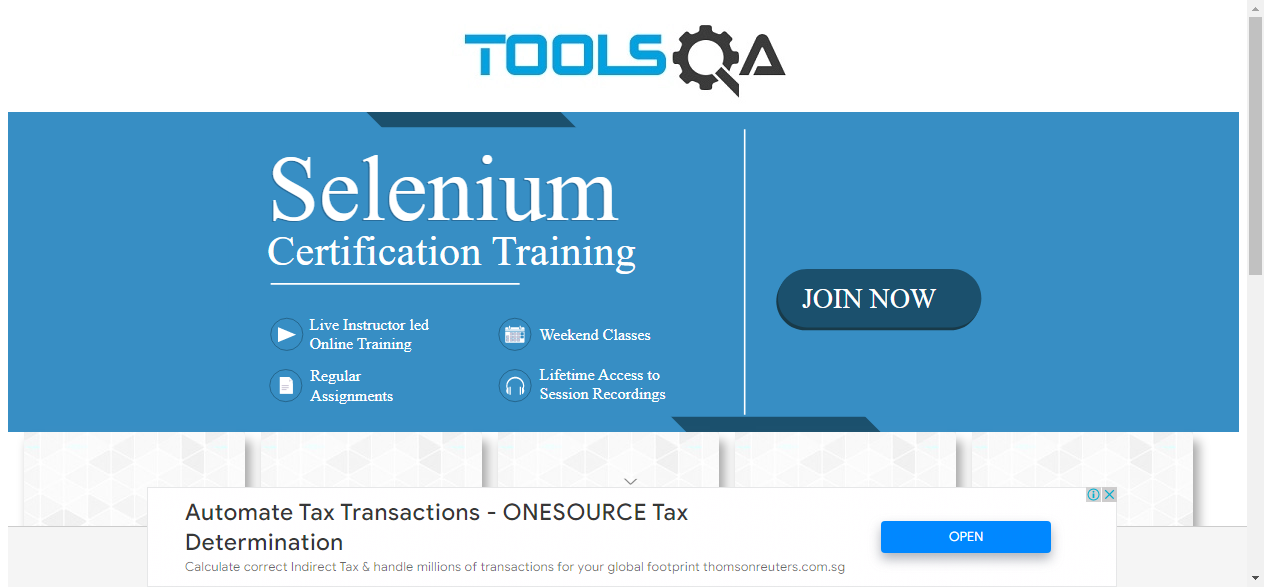 TOOLSQA
Selenium
Certification Training
JOIN NOW
Live Instructor led
Online Training
Weekend Classes
Regular
Assignments
Lifetime Access to
Session Recordings
Automate Tax Transactions - ONESOURCE Tax
Determination
OPEN
Calculate correct Indirect Tax & handle millions of transactions for your global footprint thomsonreuters.com.sg